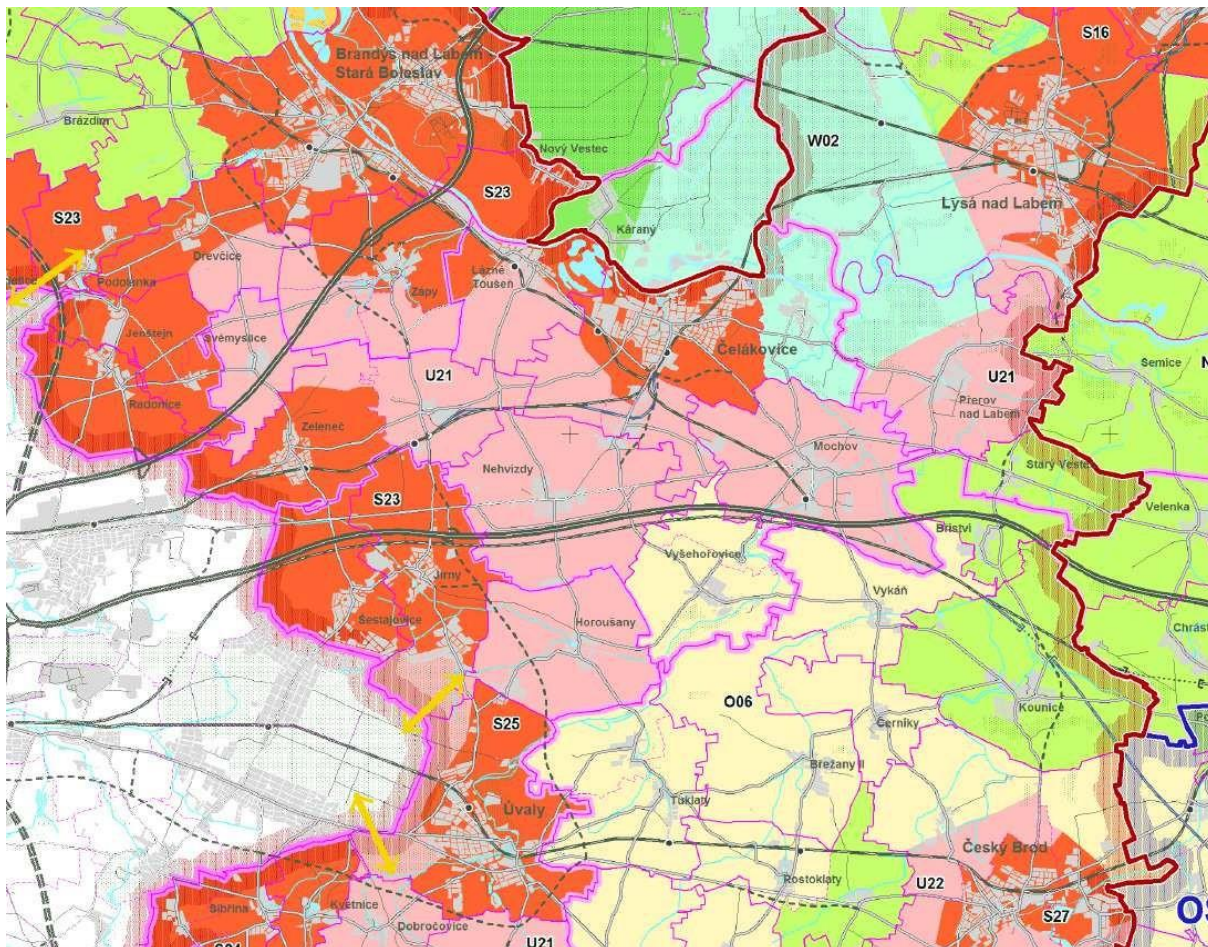 S16
Brandýs nad Labem
Stará Boleslav
Brázdim
Nový Vestec
W02
S23
Lysá nad Labem
S23
Káraný
Dřevčice
Podolanka
Lázně
Toušeň
Zápy
Jenštejn
Svémyslice
Čelákovice
Semice
U21
U21
Radonice
Přerov
nad Labem
Zeleneč
Mochov
Nehvizdy
Starý Vestec
S23
Velenka
Bříství
Vyšehořovice
Jirny
Vykáň
Šestajovice
Horoušany
Chrást
O06
Kounice
S25
Černíky
Břežany II
Tuklaty
Úvaly
Český Brod
Rostoklaty
U22
Květnice
Sibřina
S27
Dobročovice
U21